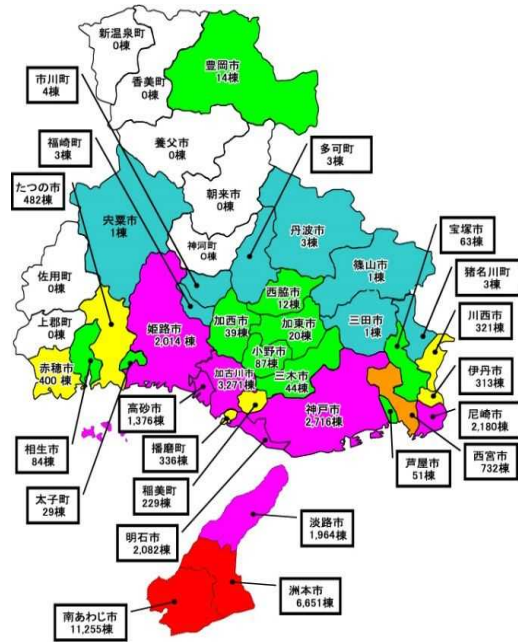 新温泉町
0棟
香美町
0棟
豊岡市
14棟
市川町
4棟
福崎町
3棟
養父市
0棟
朝来市
0棟
多可町
3棟
たつの市
482棟
宍粟市
1棟
神河町
0棟
丹波市
3棟
宝塚市
63棟
佐用町
0棟
篠山市
1棟
猪名川町
3棟
西脇市
12棟
上郡町
0棟
姫路市
2,014 棟
加西市
39棟
加東市
20棟
三田市
1棟
川西市
321棟
小野市
87棟
赤穂市
400 棟
加古川市
3,271棟
三木市
44棟
伊丹市
313棟
高砂市
1,376棟
神戸市
2,716棟
尼崎市
2,180棟
相生市
84棟
播磨町
336棟
芦屋市
51棟
西宮市
732棟
太子町
29棟
稲美町
229棟
明石市
2,082棟
淡路市
1,964棟
洲本市
6,651棟
南あわじ市
11,255棟